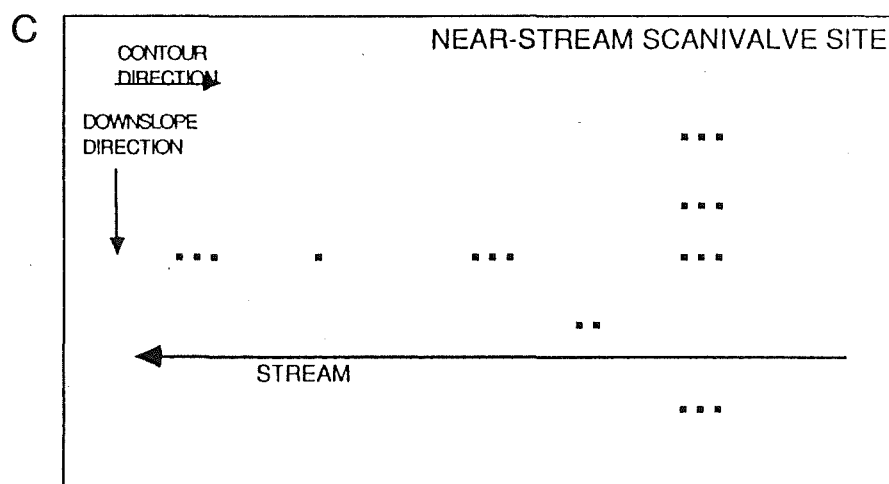 C
NEAR-STREAM SCANIVALVE SITE
CONTOUR
DIRECTION
DOWNSLOPE
DIRECTION
STREAM